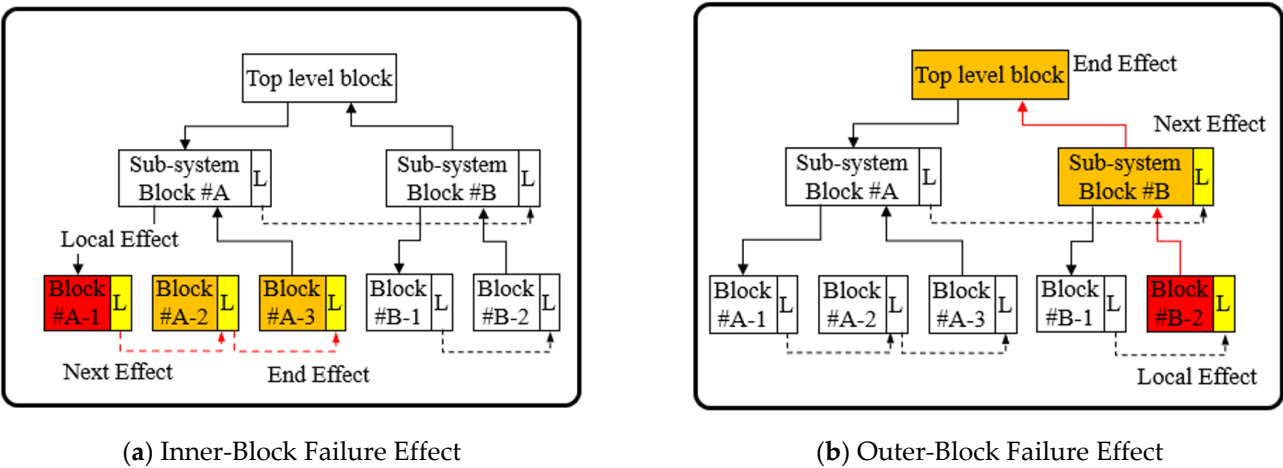 Top level block
Sub-system
Block #A
L
Sub-system
Block #B
L
Local Effect
Block
#A-1
L
Block
#A-2
L
Block
#A-3
L
Block
#B-1
L
Block
#B-2
L
Next Effect
End Effect
(a) Inner-Block Failure Effect
Top level block
End Effect
Next Effect
Sub-system
Block #A
L
Sub-system
Block #B
L
Block
#A-1
L
Block
#A-2
L
Block
#A-3
L
Block
#B-1
L
Block
#B-2
L
Local Effect
(b) Outer-Block Failure Effect